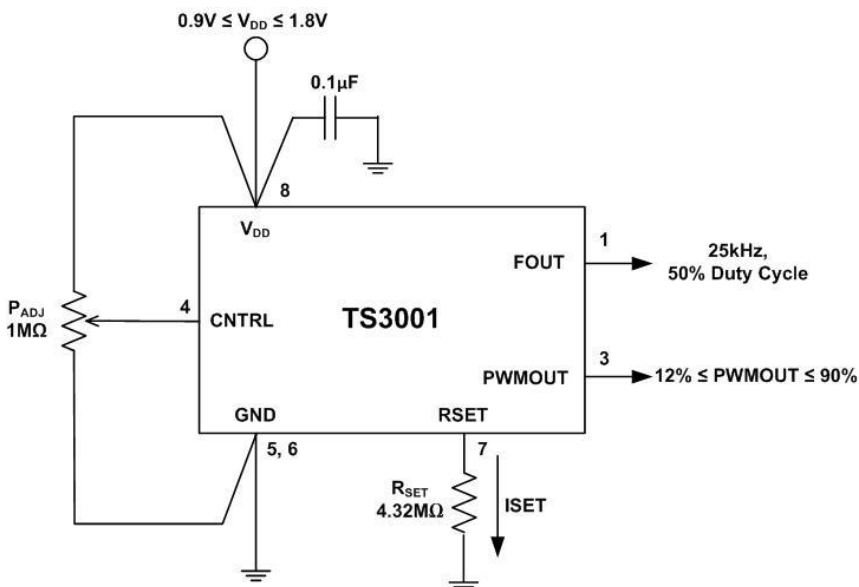 0.9V ≤ VDD ≤ 1.8V
0.1µF
8
VDD
1
FOUT
25kHz,
50% Duty Cycle
PADJ
1MΩ
4
CNTRL
TS3001
3
PWMOUT
12% ≤ PWMOUT ≤ 90%
GND
RSET
5, 6
7
RSET
4.32MΩ
ISET